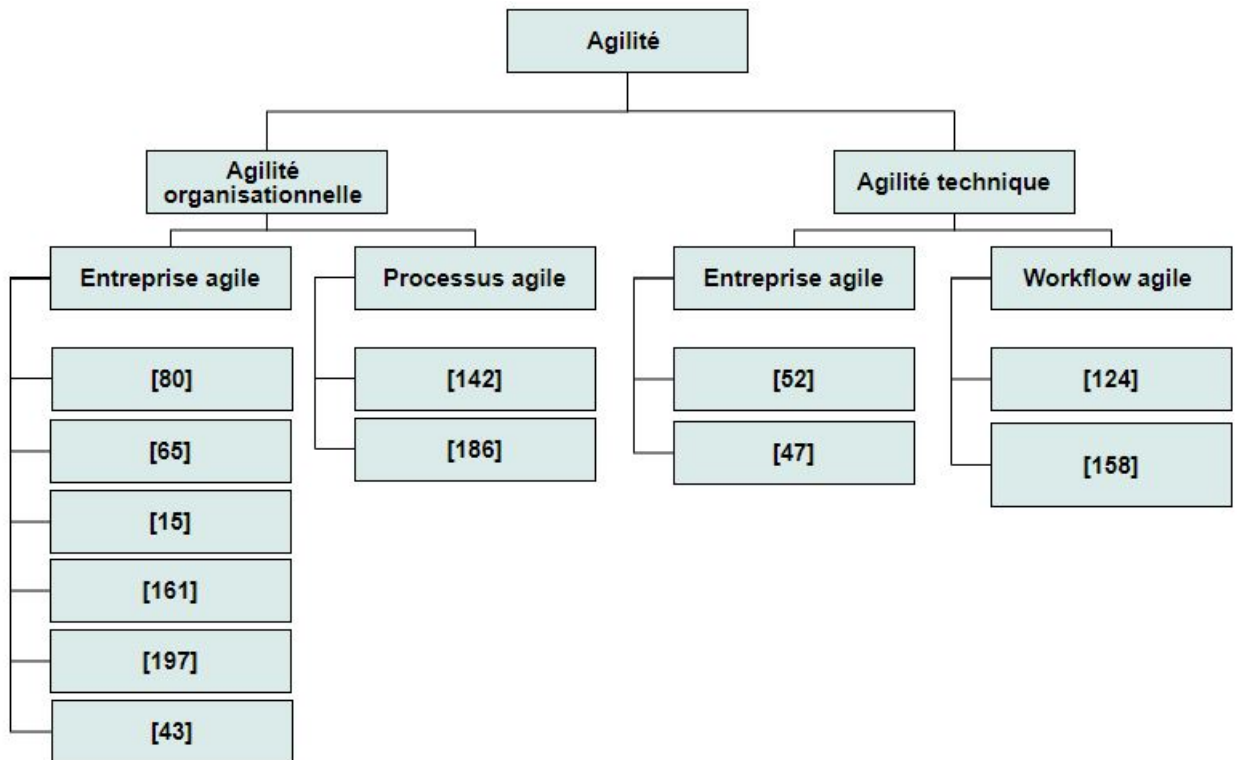 Agilité
Agilité
organisationnelle
Agilité technique
Entreprise agile
Processus agile
Entreprise agile
Workflow agile
[80]
[142]
[52]
[124]
[65]
[186]
[47]
[158]
[15]
[161]
[197]
[43]